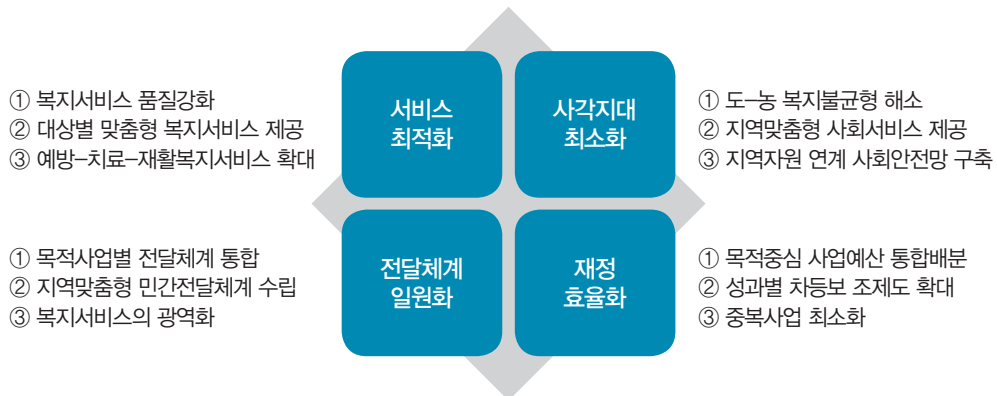 ① 복지서비스 품질강화
② 대상별 맞춤형 복지서비스 제공
③ 예방-치료-재활복지서비스 확대
서비스
최적화
사각지대
최소화
① 도-농 복지불균형 해소
② 지역맞춤형 사회서비스 제공
③ 지역자원 연계 사회안전망 구축
① 목적사업별 전달체계 통합
② 지역맞춤형 민간전달체계 수립
③ 복지서비스의 광역화
전달체계
일원화
재정
효율화
① 목적중심 사업예산 통합배분
② 성과별 차등보 조제도 확대
③ 중복사업 최소화